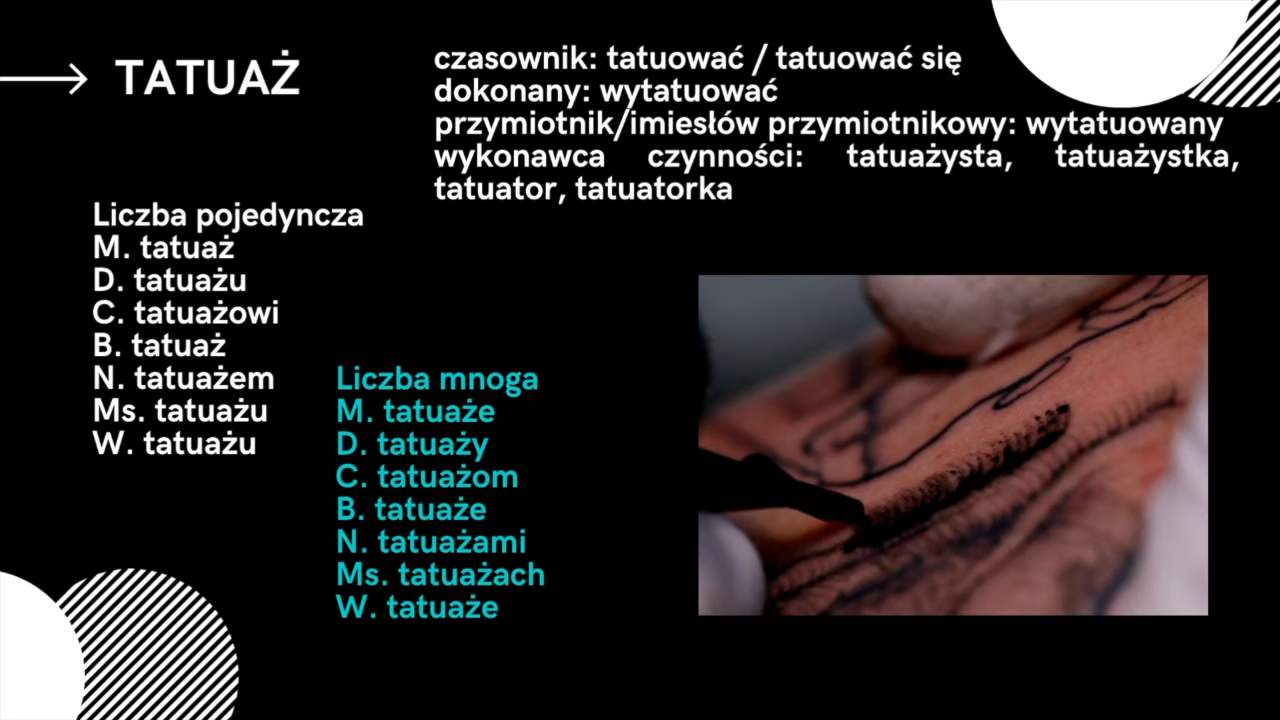 TATUAŻ
czasownik: tatuować / tatuować się
dokonany: wytatuować
przymiotnik/imiesłów przymiotnikowy: wytatuowany
wykonawca czynności: tatuażysta, tatuażystka,
tatuator, tatuatorka
Liczba pojedyncza
M. tatuaż
D. tatuażu
C. tatuażowi
B. tatuaż
N. tatuażem
Ms. tatuażu
W. tatuażu
Liczba mnoga
M. tatuaże
D. tatuaży
C. tatuażom
B. tatuaże
N. tatuażami
Ms. tatuażach
W. tatuaże